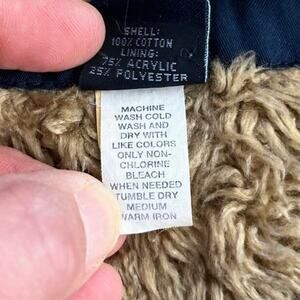 SHELL:
100% COTTON
LINING:
75% ACRYLIC
25% POLYESTER
MACHINE
WASH COLD
WASH AND
DRY WITH
LIKE COLORS
ONLY NON-
CHLORINE
BLEACH
WHEN NEEDED
TUMBLE DRY
MEDIUM
WARM IRON